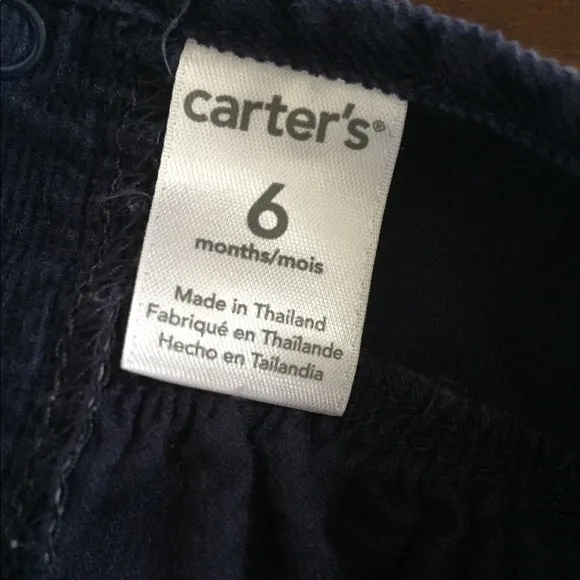 carter's®
6
months/mois
Made in Thailand
Fabriqué en Thaïlande
Hecho en Tailandia